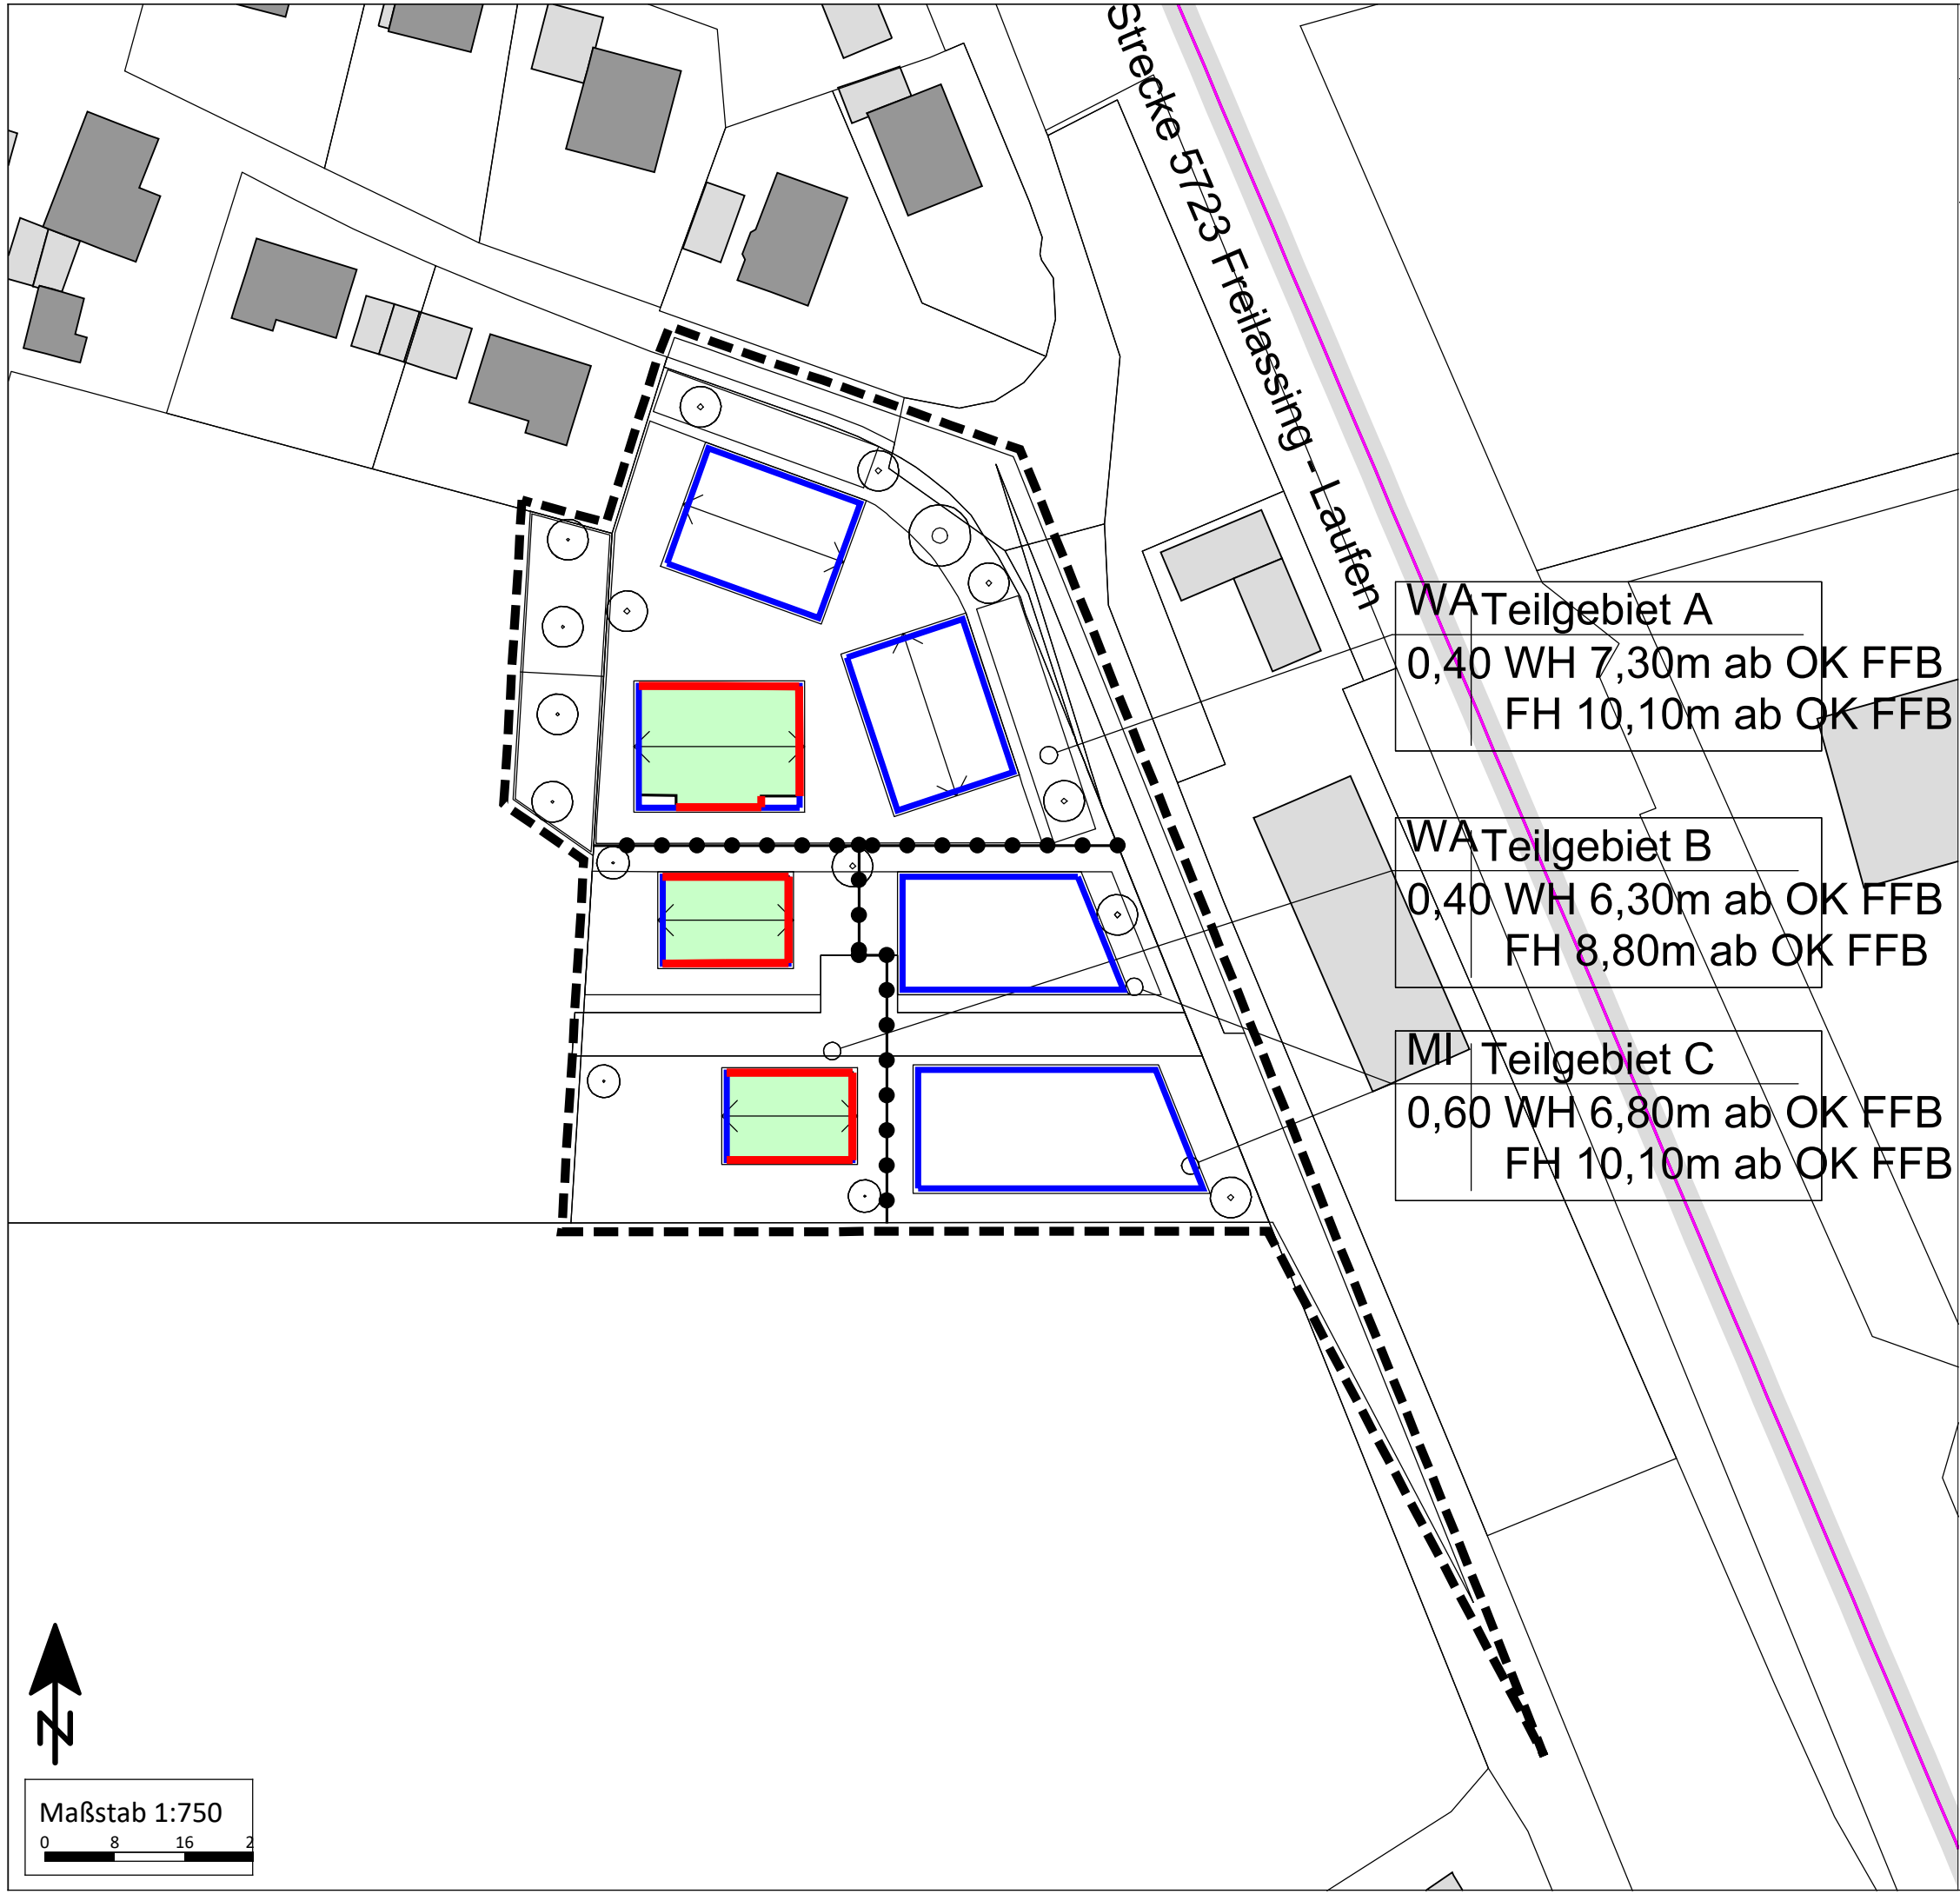 Strecke 5723 Freilassing - Laufen
WA Teilgebiet A
0,40 WH 7,30m ab OK FFB
FH 10,10m ab OK FFB
WA Teilgebiet B
0,40 WH 6,30m ab OK FFB
FH 8,80m ab OK FFB
MI Teilgebiet C
0,60 WH 6,80m ab OK FFB
FH 10,10m ab OK FFB
N
Maßstab 1:750
0 8 16 2